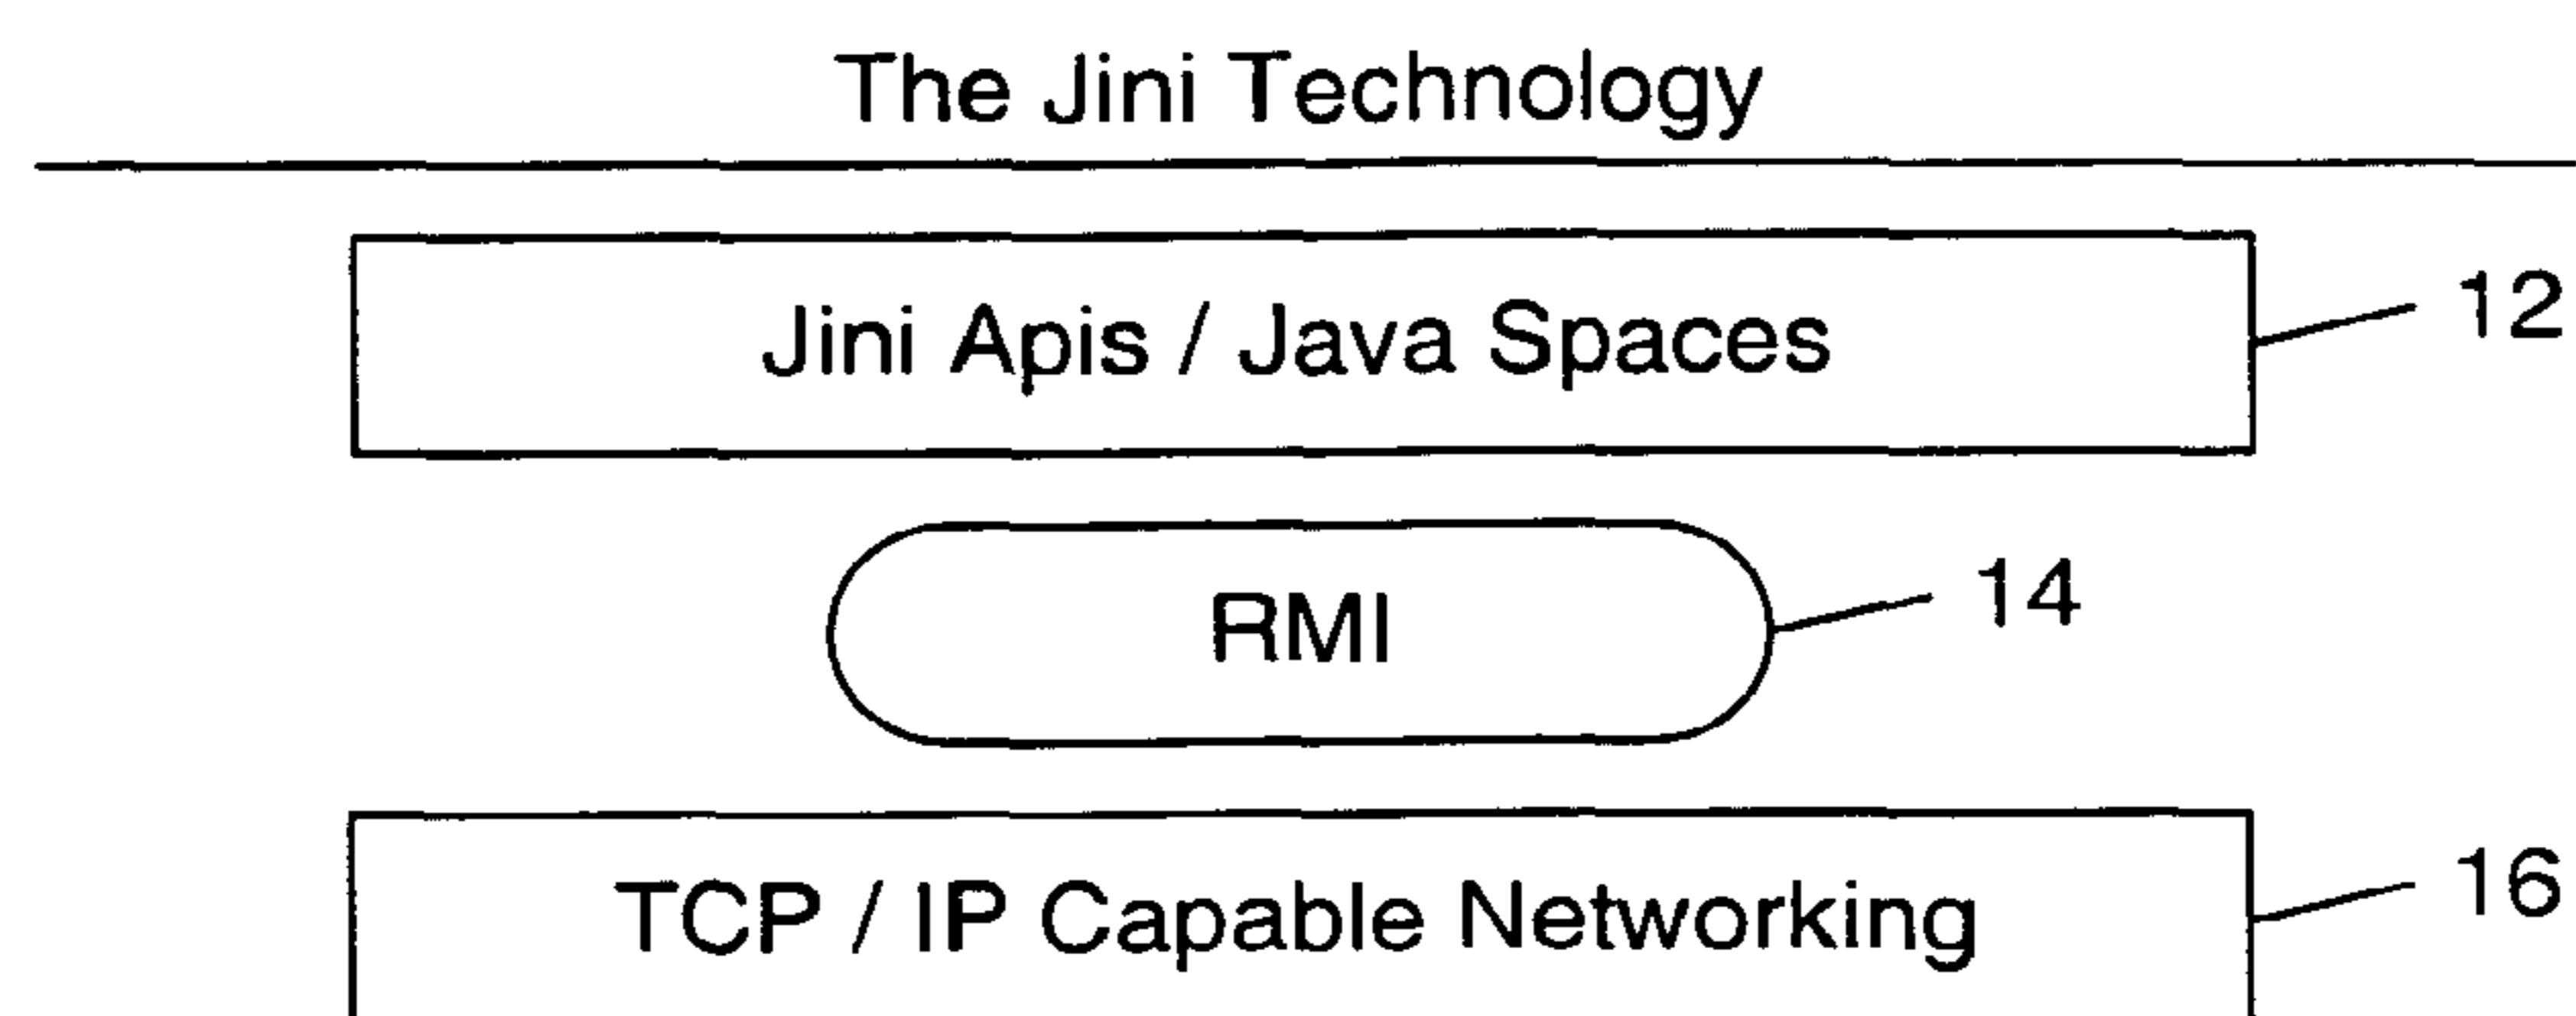 The Jini Technology
Jini Apis / Java Spaces
12
RMI
14
TCP / IP Capable Networking
16